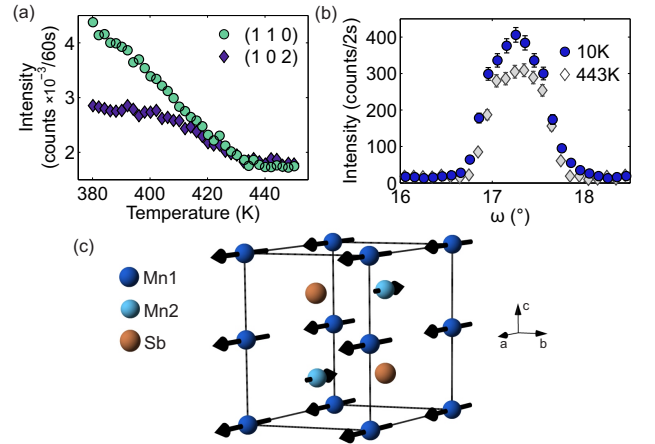 (a)
(1 1 0)
(1 0 2)
4
3
2
Intensity
(counts ×10⁻³/60s)
380 400 420 440
Temperature (K)
(b)
10K
443K
400
300
200
100
0
Intensity (counts/2s)
16 17 18
ω (°)
(c)
Mn1
Mn2
Sb
c
a b